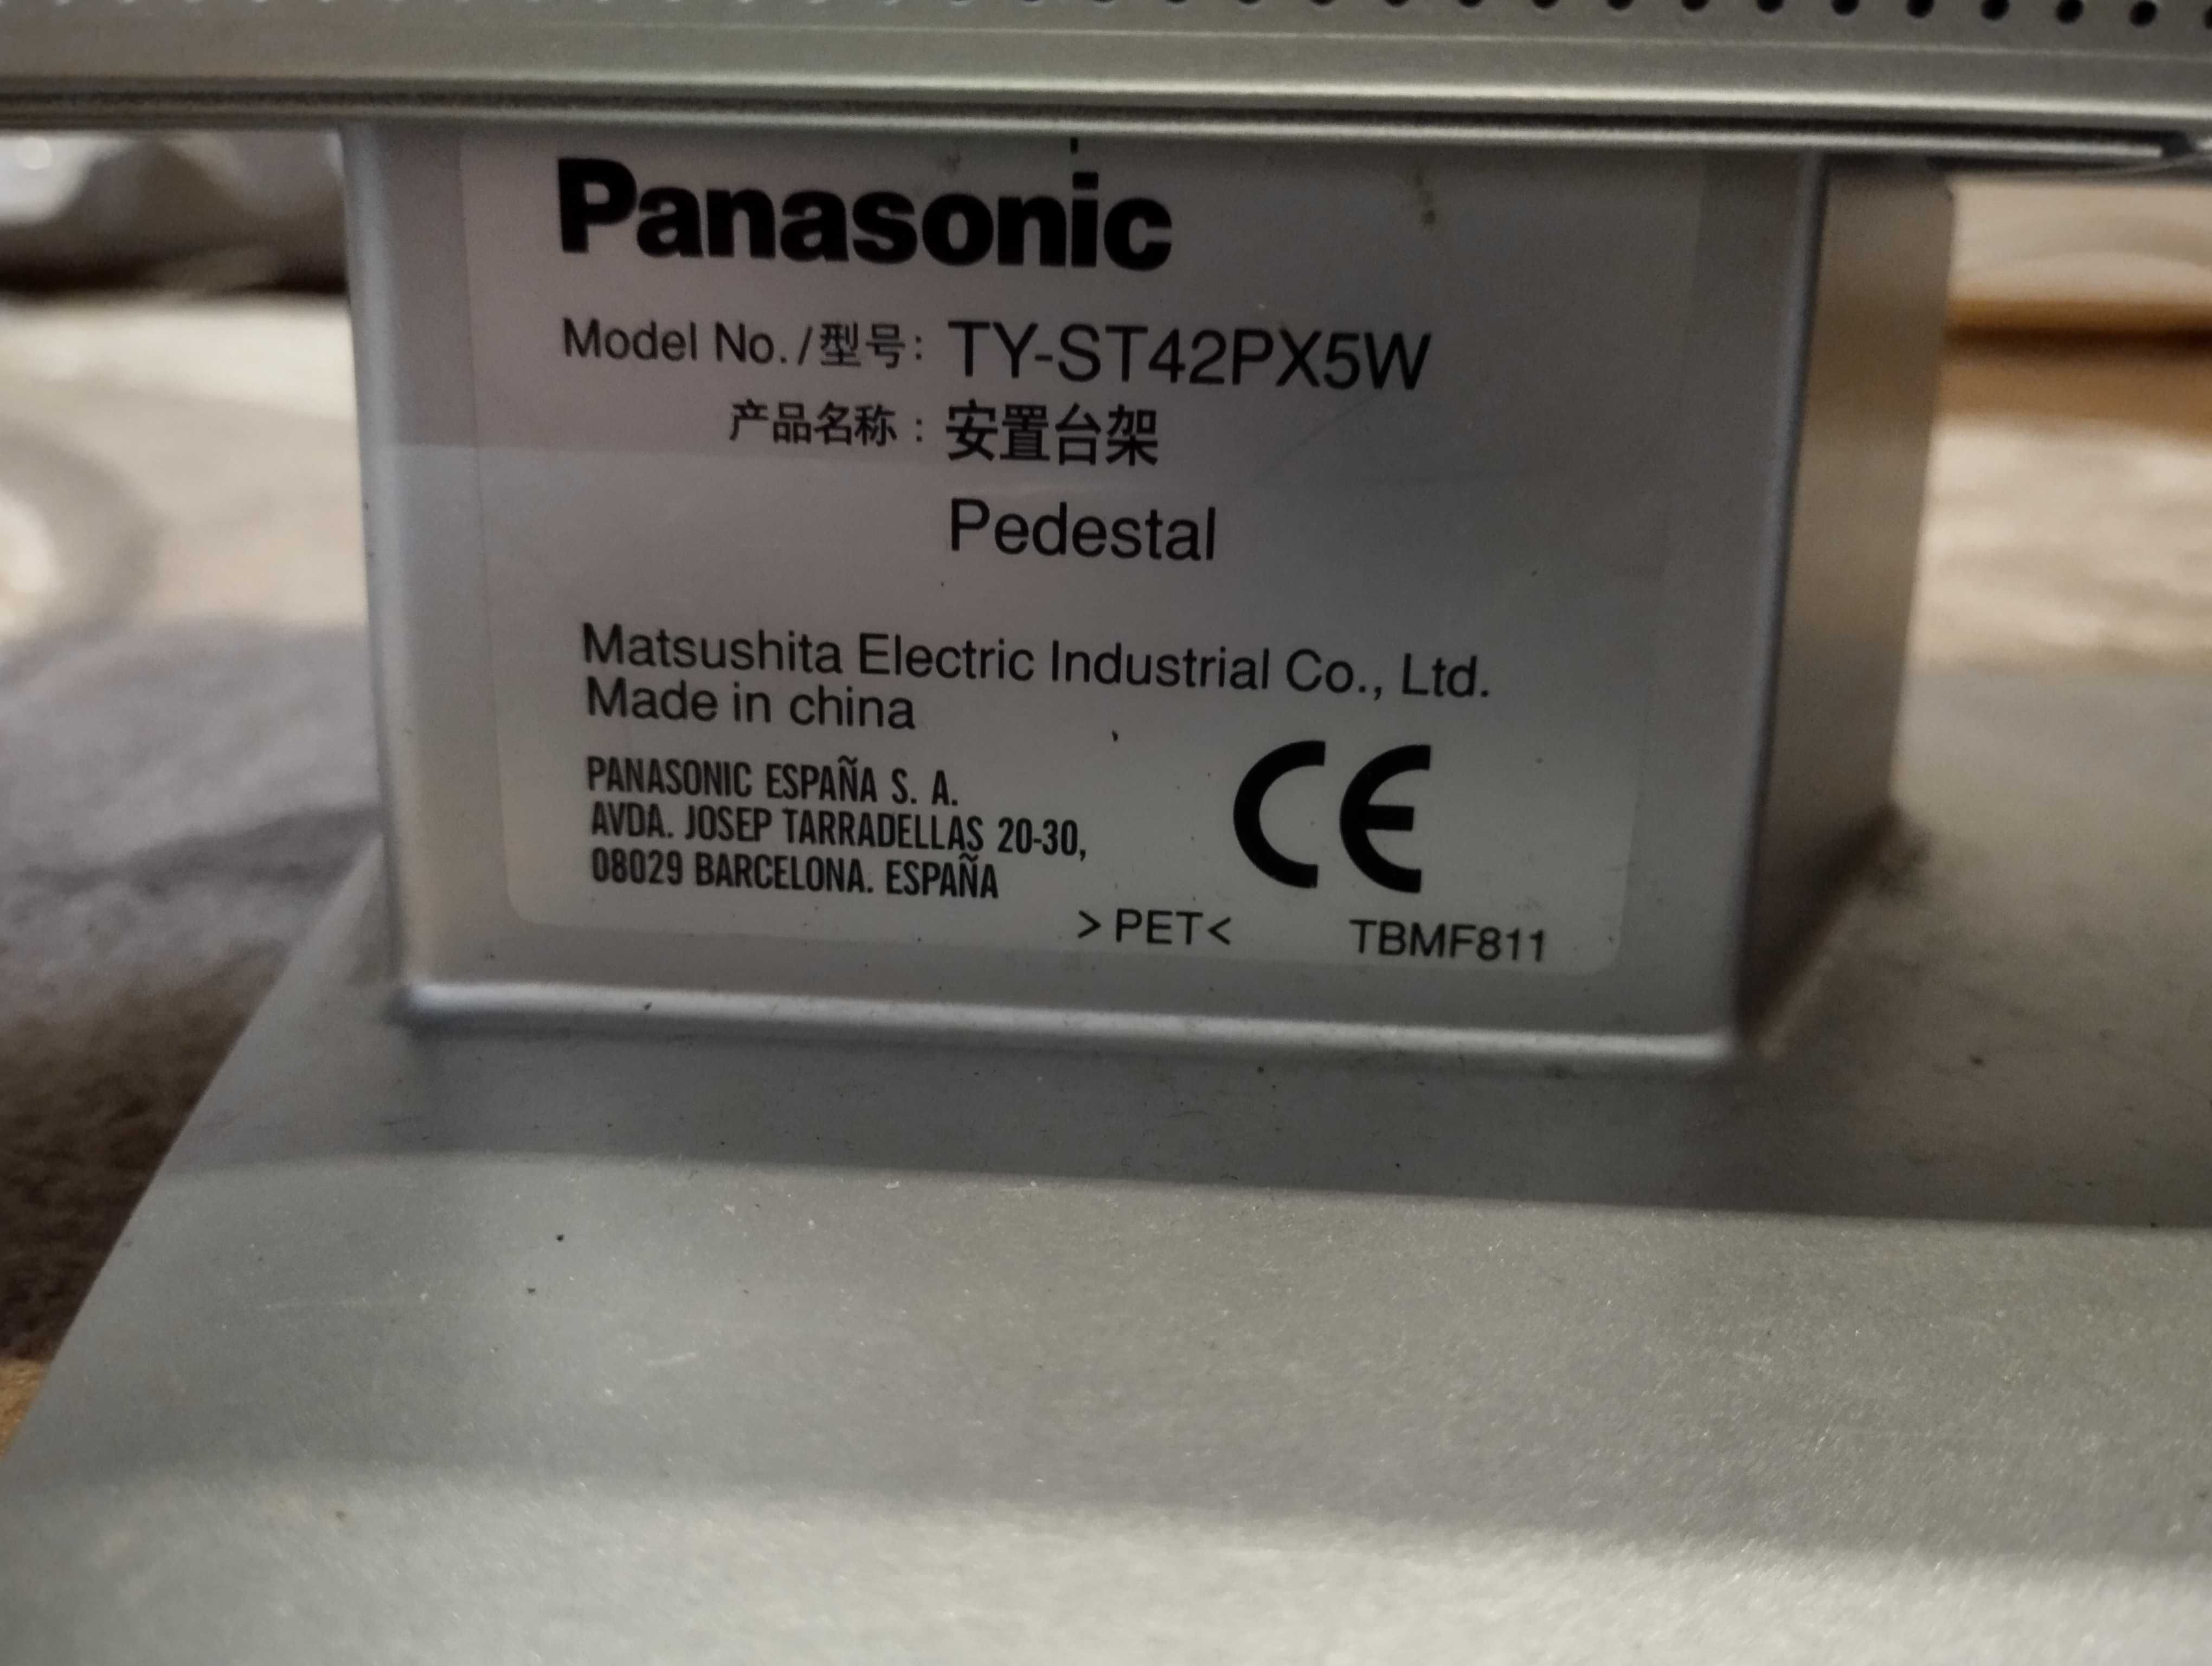 Panasonic
Model No./型号: TY-ST42PX5W
产品名称: 安置台架
Pedestal
Matsushita Electric Industrial Co., Ltd.
Made in china
PANASONIC ESPAÑA S. A.
AVDA. JOSEP TARRADELLAS 20-30,
08029 BARCELONA. ESPAÑA
CE
>PET< TBMF811